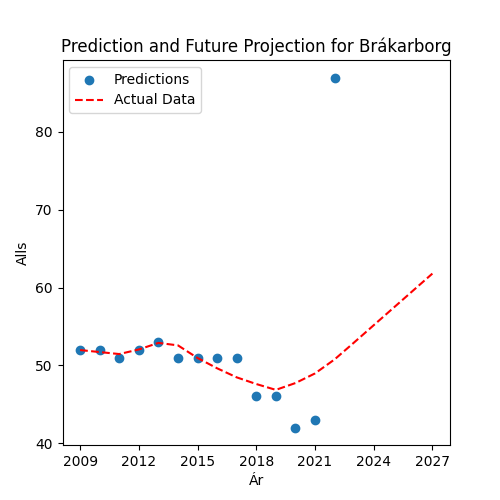 Prediction and Future Projection for Brákarborg
Predictions
Actual Data
Alls
80
70
60
50
40
2009 2012 2015 2018 2021 2024 2027
Ár